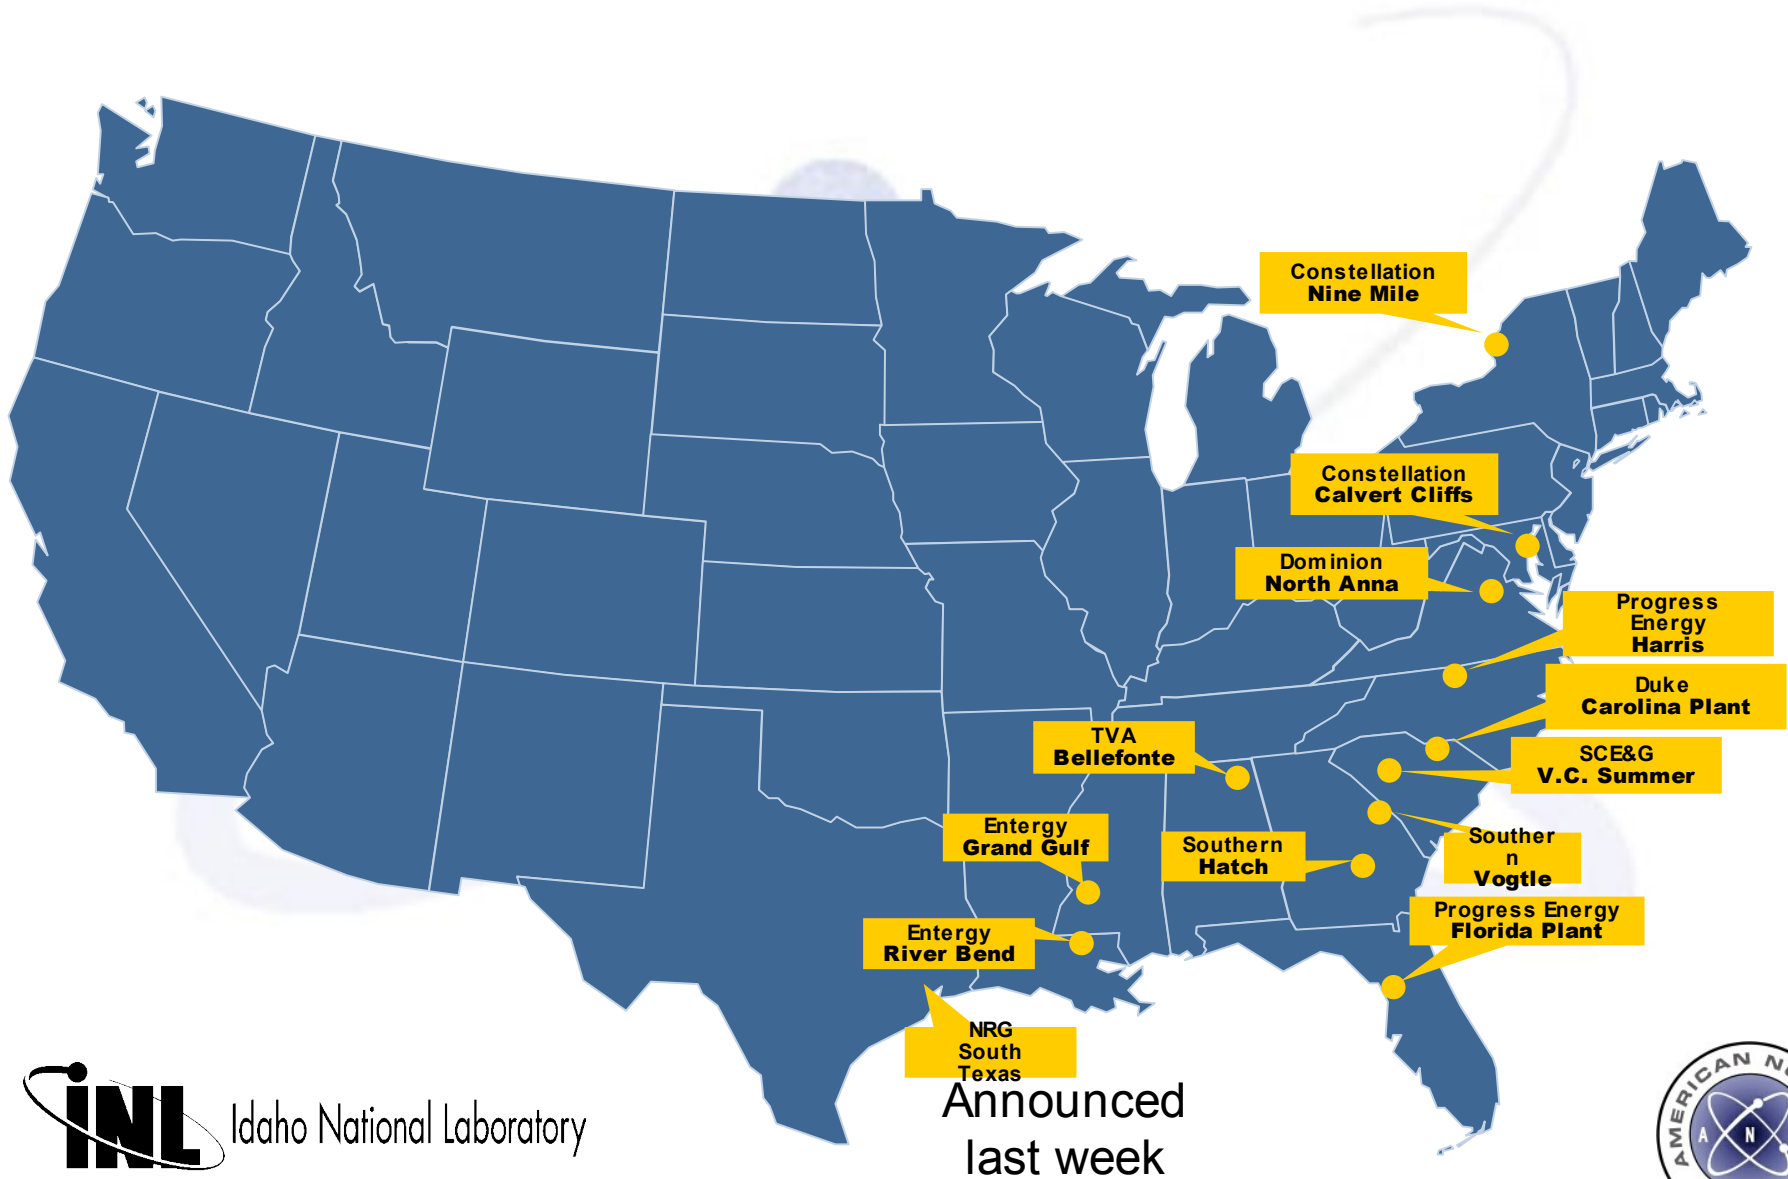 Constellation
Nine Mile
Constellation
Calvert Cliffs
Dominion
North Anna
Progress
Energy
Harris
Duke
Carolina Plant
TVA
Bellefonte
SCE&G
V.C. Summer
Entergy
Grand Gulf
Southern
Hatch
Souther
n
Vogtle
Progress Energy
Florida Plant
Entergy
River Bend
NRG
South
Texas
Announced
last week
INL Idaho National Laboratory
AMERICAN NU
A N